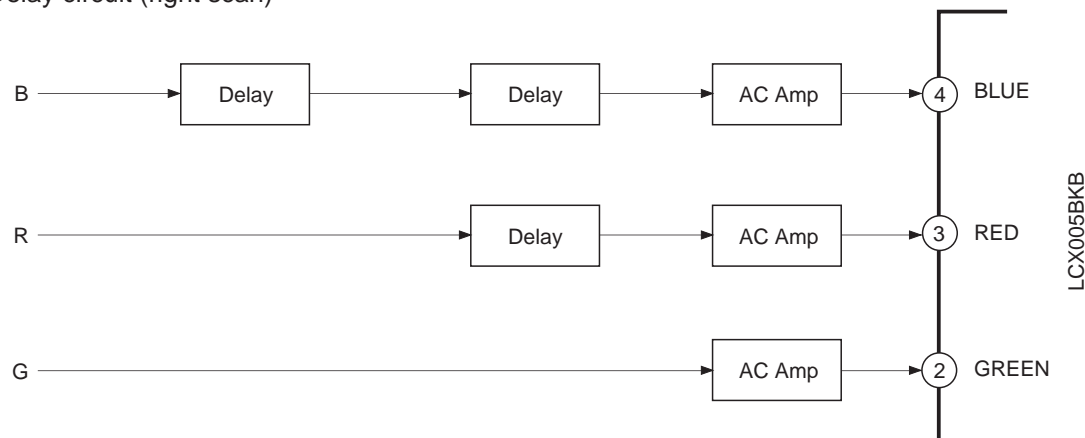 circuit (right scan)
B Delay Delay AC Amp 4 BLUE
R Delay AC Amp 3 RED
G AC Amp 2 GREEN
LCX005BKB